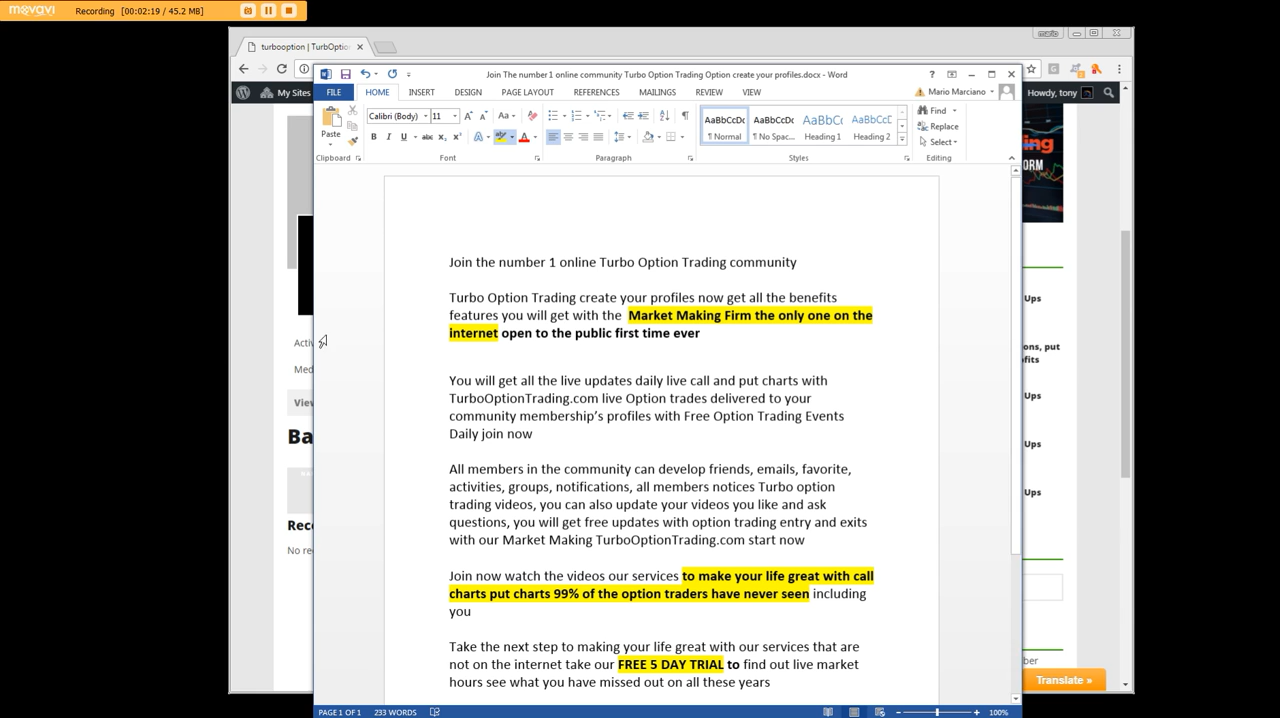 movavi Recording [00:02:19 / 45.2 MB]
mario
turbooption | TurbOptio
Join The number 1 online community Turbo Option Trading Option create your profiles.docx - Word
My Sites
Howdy, tony
FILE HOME INSERT DESIGN PAGE LAYOUT REFERENCES MAILINGS REVIEW VIEW Mario Marciano
Paste
Calibri (Body) 11
AaBbCcDc AaBbCcDc AaBbCc AaBbCcD
¶ Normal ¶ No Spac... Heading 1 Heading 2
Find
Replace
Select
Clipboard Font Paragraph Styles Editing
ing
ORM
Join the number 1 online Turbo Option Trading community
Turbo Option Trading create your profiles now get all the benefits
features you will get with the Market Making Firm the only one on the
internet open to the public first time ever
You will get all the live updates daily live call and put charts with
TurboOptionTrading.com live Option trades delivered to your
community membership's profiles with Free Option Trading Events
Daily join now
All members in the community can develop friends, emails, favorite,
activities, groups, notifications, all members notices Turbo option
trading videos, you can also update your videos you like and ask
questions, you will get free updates with option trading entry and exits
with our Market Making TurboOptionTrading.com start now
Join now watch the videos our services to make your life great with call
charts put charts 99% of the option traders have never seen including
you
Take the next step to making your life great with our services that are
not on the internet take our FREE 5 DAY TRIAL to find out live market
hours see what you have missed out on all these years
Activ
Med
View
Ba
Rec
No re
Ups
ons, put
ofits
Ups
Ups
Ups
ber
Translate »
PAGE 1 OF 1 233 WORDS 100%